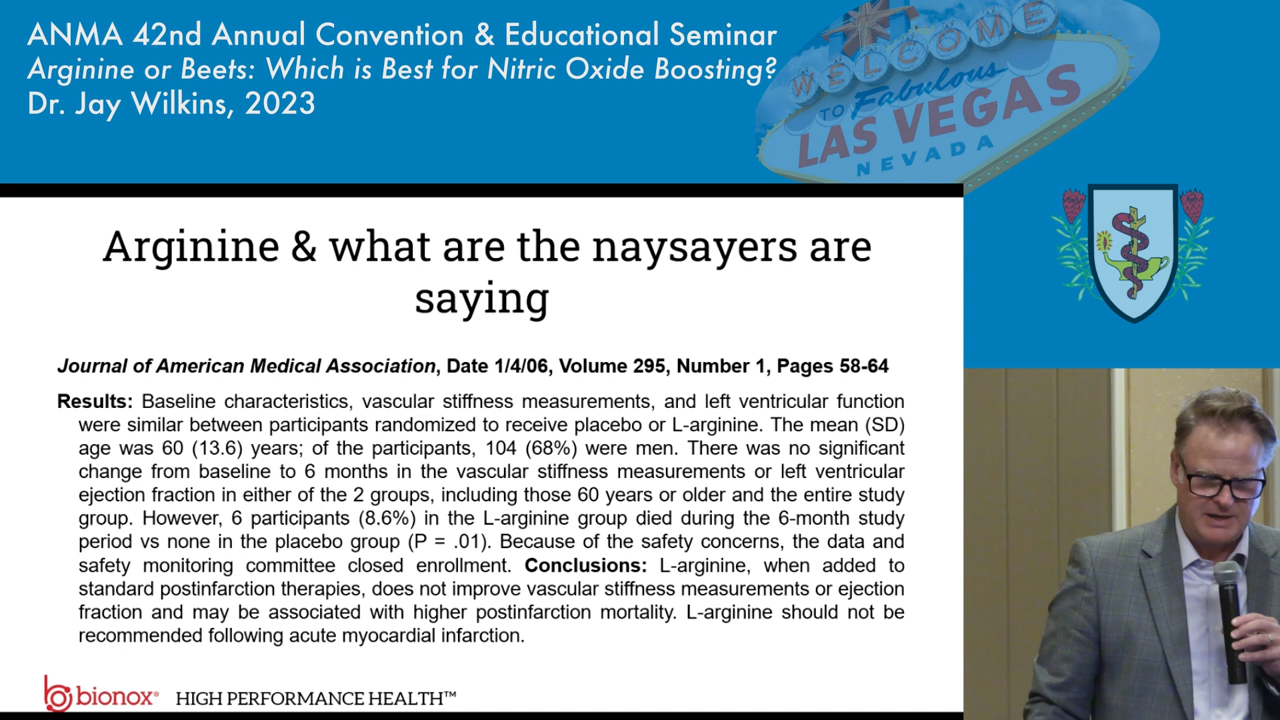 ANMA 42nd Annual Convention & Educational Seminar
Arginine or Beets: Which is Best for Nitric Oxide Boosting?
Dr. Jay Wilkins, 2023
WELCOME
TO Fabulous
LAS VEGAS
NEVADA
Arginine & what are the naysayers are
saying
Journal of American Medical Association, Date 1/4/06, Volume 295, Number 1, Pages 58-64
Results: Baseline characteristics, vascular stiffness measurements, and left ventricular function
were similar between participants randomized to receive placebo or L-arginine. The mean (SD)
age was 60 (13.6) years; of the participants, 104 (68%) were men. There was no significant
change from baseline to 6 months in the vascular stiffness measurements or left ventricular
ejection fraction in either of the 2 groups, including those 60 years or older and the entire study
group. However, 6 participants (8.6%) in the L-arginine group died during the 6-month study
period vs none in the placebo group (P = .01). Because of the safety concerns, the data and
safety monitoring committee closed enrollment. Conclusions: L-arginine, when added to
standard postinfarction therapies, does not improve vascular stiffness measurements or ejection
fraction and may be associated with higher postinfarction mortality. L-arginine should not be
recommended following acute myocardial infarction.
bionox® HIGH PERFORMANCE HEALTH™